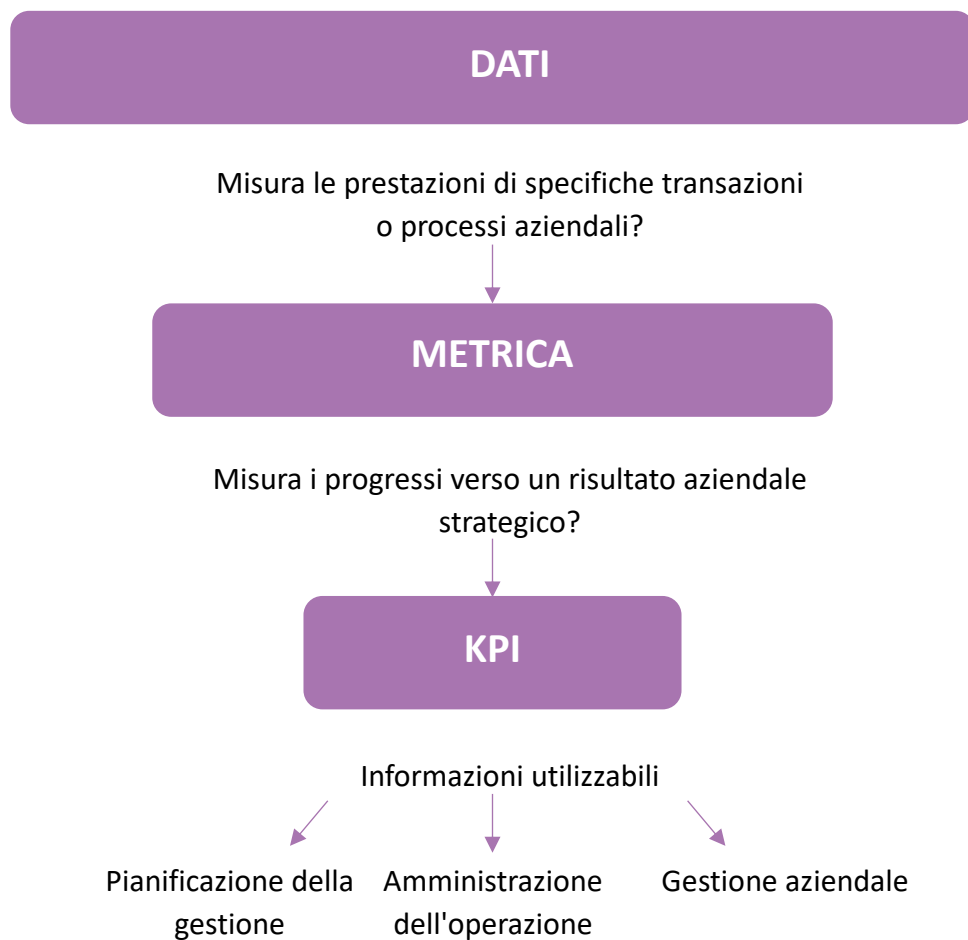 DATI
Misura le prestazioni di specifiche transazioni
o processi aziendali?
METRICA
Misura i progressi verso un risultato aziendale
strategico?
KPI
Informazioni utilizzabili
Pianificazione della
gestione
Amministrazione
dell'operazione
Gestione aziendale